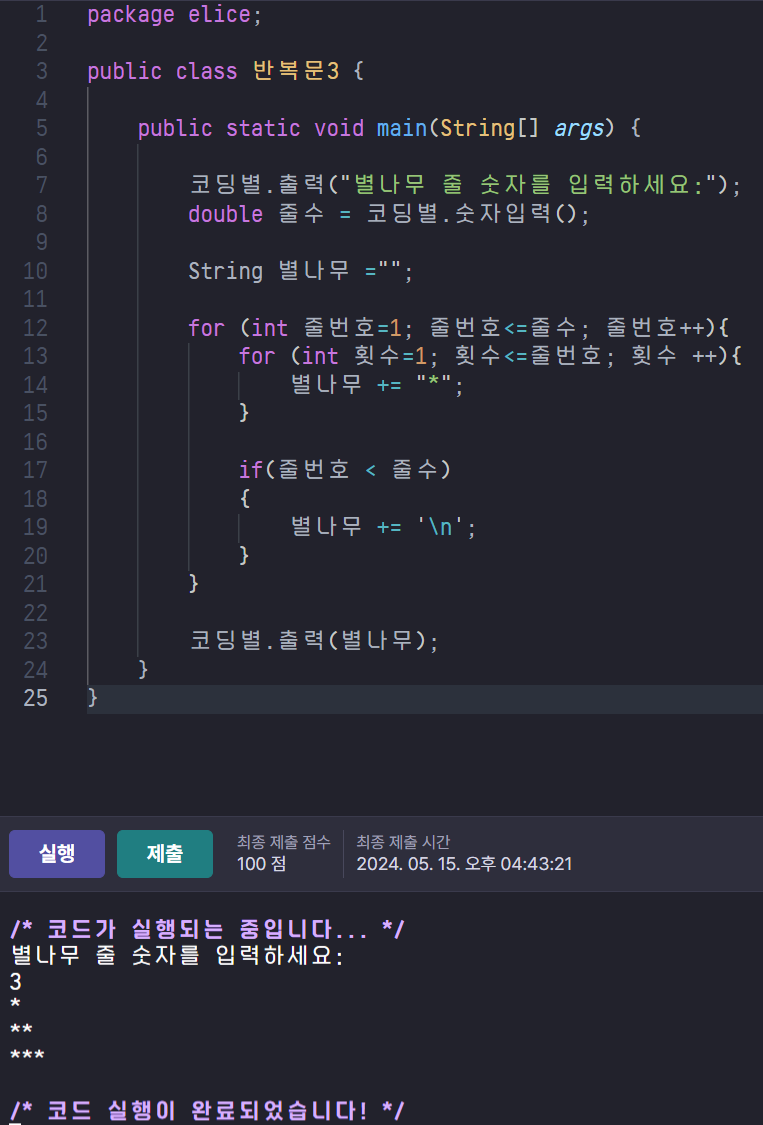 1 package elice;
2
3 public class 반복문3 {
4
5 public static void main(String[] args) {
6
7 코딩별.출력("별나무 줄 숫자를 입력하세요:");
8 double 줄수 = 코딩별.숫자입력();
9
10 String 별나무 ="";
11
12 for (int 줄번호=1; 줄번호<=줄수; 줄번호++){
13 for (int 횟수=1; 횟수<=줄번호; 횟수 ++){
14 별나무 += "*";
15 }
16
17 if(줄번호 < 줄수)
18 {
19 별나무 += '\n';
20 }
21 }
22
23 코딩별.출력(별나무);
24 }
25 }
실행 제출 최종 제출 점수 최종 제출 시간
100 점 2024. 05. 15. 오후 04:43:21
/* 코드가 실행되는 중입니다... */
별나무 줄 숫자를 입력하세요:
3
*
**
***
/* 코드 실행이 완료되었습니다! */